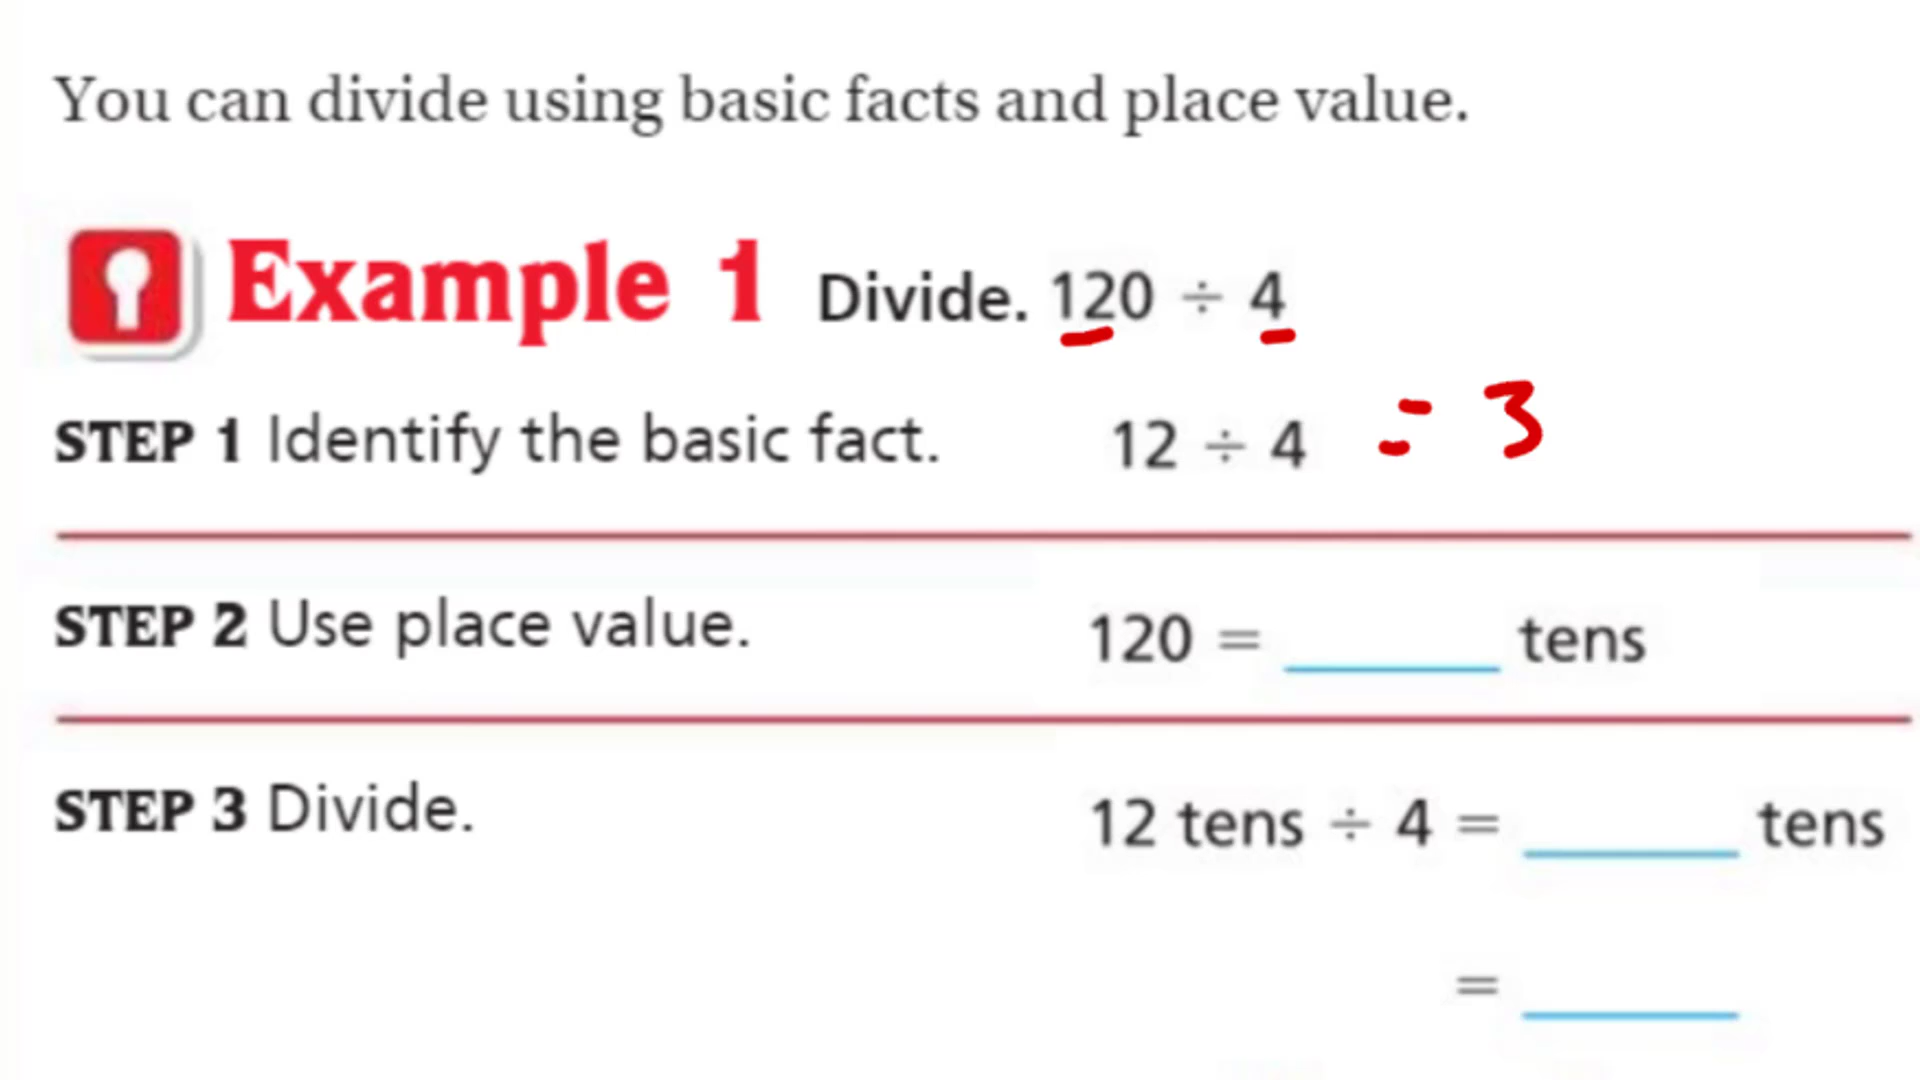 You can divide using basic facts and place value.
Example 1 Divide. 120 ÷ 4
STEP 1 Identify the basic fact. 12 ÷ 4 = 3
STEP 2 Use place value. 120 = ______ tens
STEP 3 Divide. 12 tens ÷ 4 = ______ tens
= ______